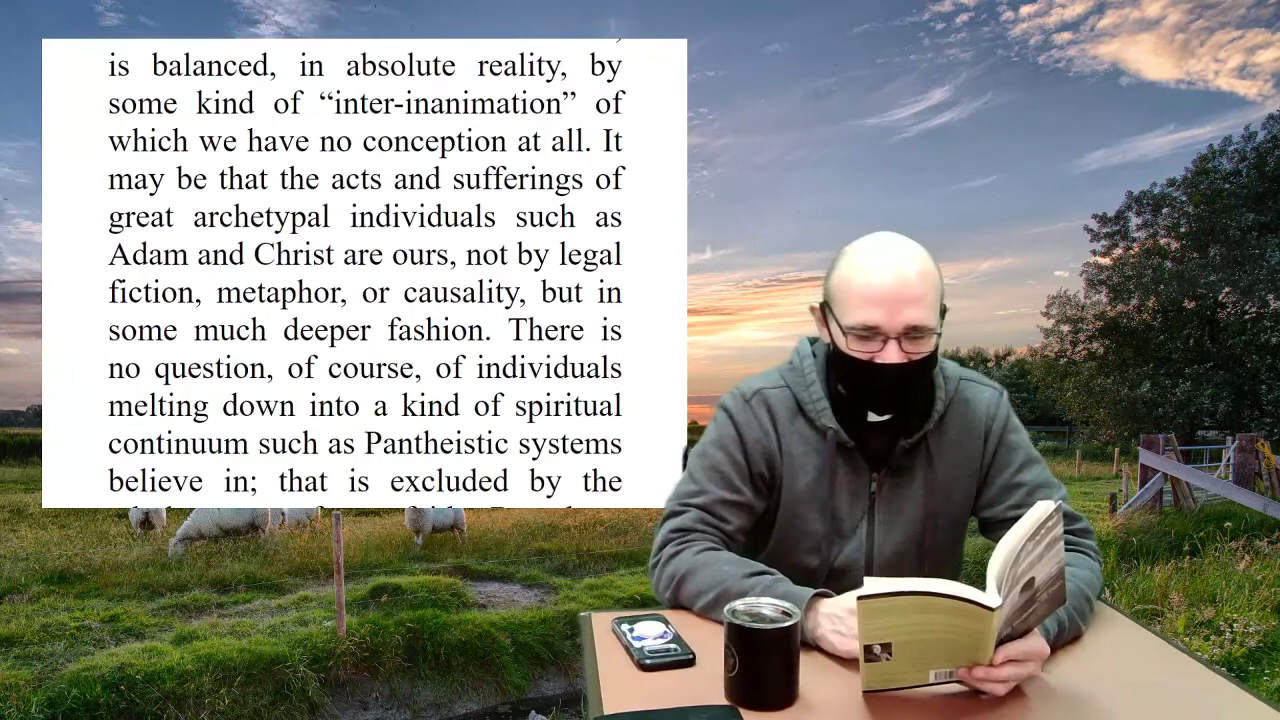 is balanced, in absolute reality, by
some kind of “inter-inanimation” of
which we have no conception at all. It
may be that the acts and sufferings of
great archetypal individuals such as
Adam and Christ are ours, not by legal
fiction, metaphor, or causality, but in
some much deeper fashion. There is
no question, of course, of individuals
melting down into a kind of spiritual
continuum such as Pantheistic systems
believe in; that is excluded by the